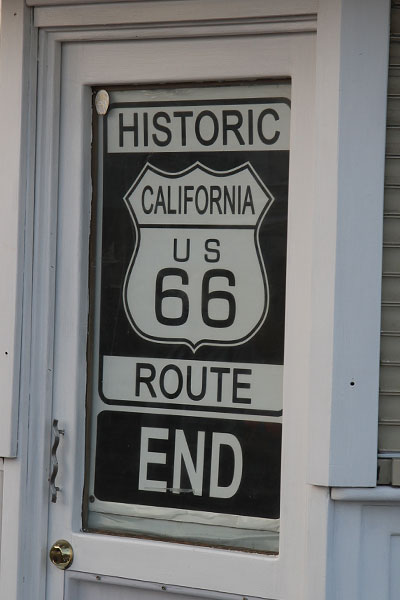 HISTORIC
CALIFORNIA
US
66
ROUTE
END